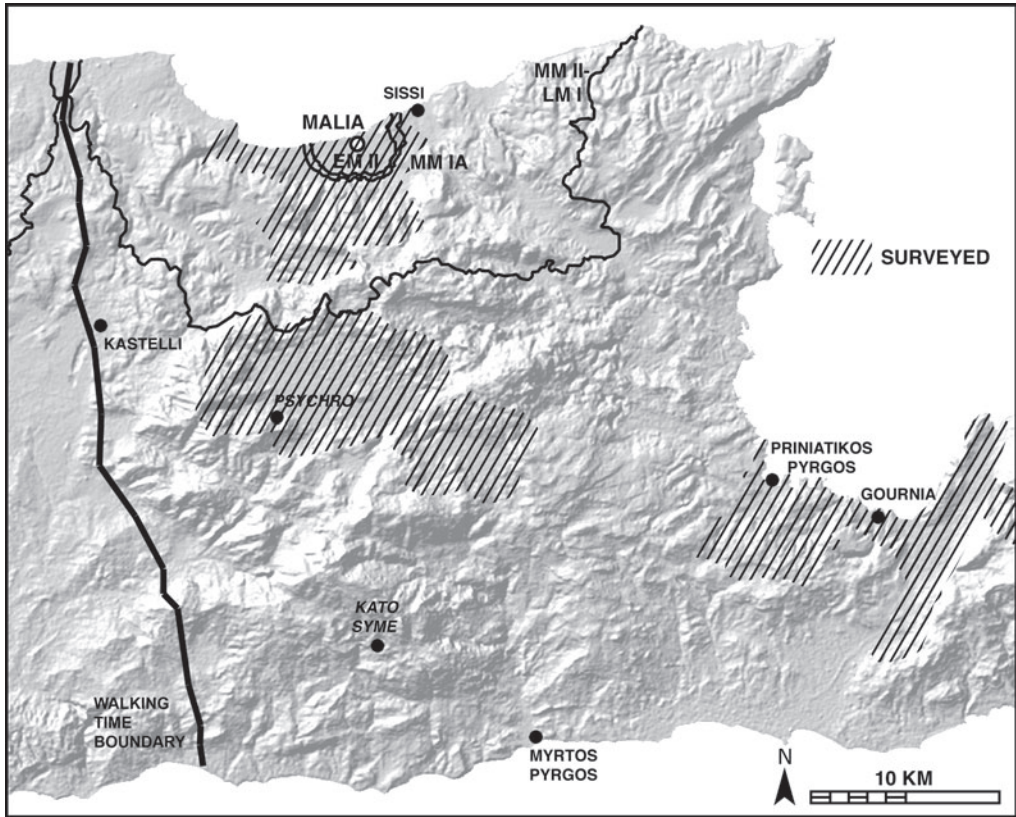 MM II-
LM I
SISSI
MALIA
EM II
MM IA
SURVEYED
KASTELLI
PSYCHRO
PRINIATIKOS
PYRGOS
GOURNIA
KATO
SYME
WALKING
TIME
BOUNDARY
MYRTOS
PYRGOS
N
10 KM